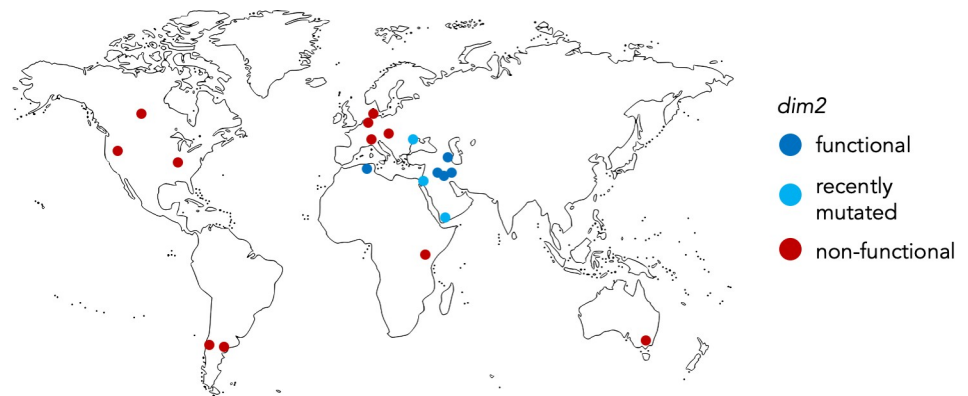 dim2
functional
recently
mutated
non-functional